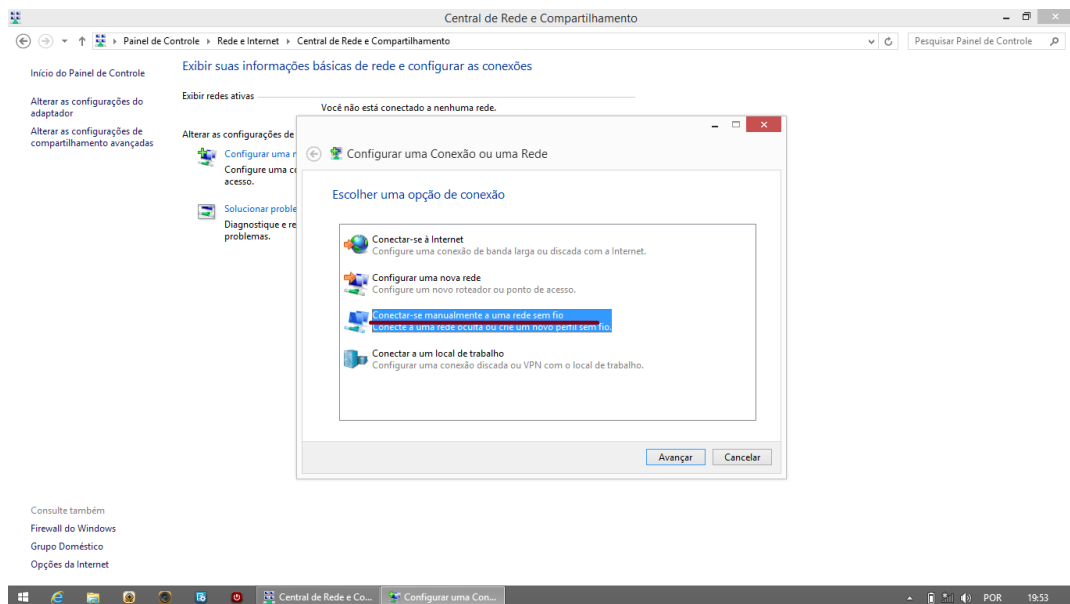 Central de Rede e Compartilhamento
Painel de Controle
Rede e Internet
Central de Rede e Compartilhamento
Pesquisar Painel de Controle
Início do Painel de Controle
Alterar as configurações do
adaptador
Alterar as configurações de
compartilhamento avançadas
Exibir suas informações básicas de rede e configurar as conexões
Exibir redes ativas
Você não está conectado a nenhuma rede.
Alterar as configurações de
Configurar uma
Configure uma
acesso.
Solucionar
Diagnostique e
problemas.
Configurar uma Conexão ou uma Rede
Escolher uma opção de conexão
Conectar-se à Internet
Configure uma conexão de banda larga ou discada com a Internet.
Configurar uma nova rede
Configure um novo roteador ou ponto de acesso.
Conectar-se manualmente a uma rede sem fio
Conecte a uma rede oculta ou crie um novo perfil sem fio.
Conectar a um local de trabalho
Configurar uma conexão discada ou VPN com o local de trabalho.
Avançar
Cancelar
Consulte também
Firewall do Windows
Grupo Doméstico
Opções da Internet
Central de Rede e Co...
Configurar uma Con...
POR
19:53